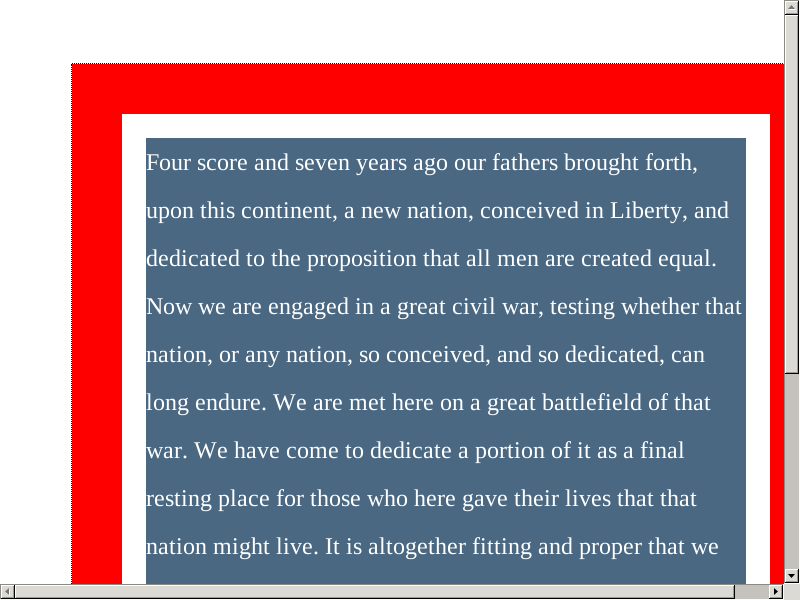 Four score and seven years ago our fathers brought forth,
upon this continent, a new nation, conceived in Liberty, and
dedicated to the proposition that all men are created equal.
Now we are engaged in a great civil war, testing whether that
nation, or any nation, so conceived, and so dedicated, can
long endure. We are met here on a great battlefield of that
war. We have come to dedicate a portion of it as a final
resting place for those who here gave their lives that that
nation might live. It is altogether fitting and proper that we